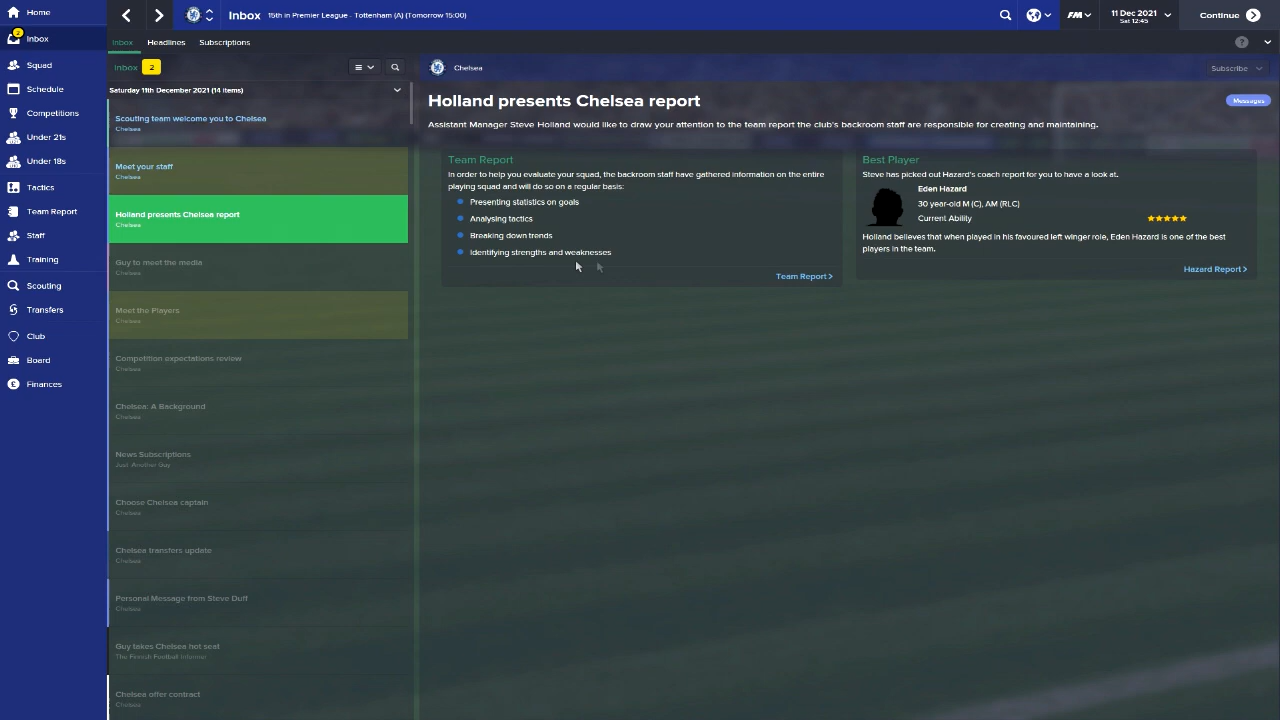 Home
2
Inbox
Squad
Schedule
Competitions
Under 21s
Under 18s
Tactics
Team Report
Staff
Training
Scouting
Transfers
Club
Board
£ Finances
Inbox 15th in Premier League - Tottenham (A) (Tomorrow 15:00)
FM
11 Dec 2021
Sat 12:45
Continue
Inbox Headlines Subscriptions
?
Inbox 2
Saturday 11th December 2021 (14 items)
Scouting team welcome you to Chelsea
Chelsea
Meet your staff
Chelsea
Holland presents Chelsea report
Chelsea
Guy to meet the media
Chelsea
Meet the Players
Chelsea
Competition expectations review
Chelsea
Chelsea: A Background
Chelsea
News Subscriptions
Just Another Guy
Choose Chelsea captain
Chelsea
Chelsea transfers update
Chelsea
Personal Message from Steve Duff
Chelsea
Guy takes Chelsea hot seat
The Fenish Football Informer
Chelsea offer contract
Chelsea
Chelsea
Subscribe
Holland presents Chelsea report
Messages
Assistant Manager Steve Holland would like to draw your attention to the team report the club's backroom staff are responsible for creating and maintaining.
Team Report
In order to help you evaluate your squad, the backroom staff have gathered information on the entire
playing squad and will do so on a regular basis:
Presenting statistics on goals
Analysing tactics
Breaking down trends
Identifying strengths and weaknesses
Team Report >
Best Player
Steve has picked out Hazard's coach report for you to have a look at.
Eden Hazard
30 year-old M (C), AM (RLC)
Current Ability
Holland believes that when played in his favoured left winger role, Eden Hazard is one of the best
players in the team.
Hazard Report >